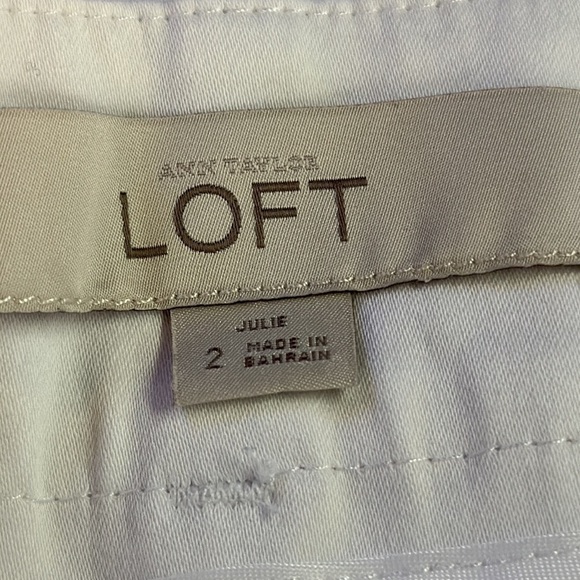 ANN TAYLOR
LOFT
JULIE
2 MADE IN
BAHRAIN